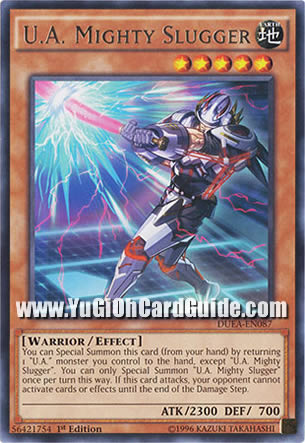 U.A. Mighty Slugger
EARTH
地
www.YuGiOhCardGuide.com
DUEA-EN087
[Warrior / Effect]
You can Special Summon this card (from your hand) by returning
1 "U.A." monster you control to the hand, except "U.A. Mighty
Slugger". You can only Special Summon "U.A. Mighty Slugger"
once per turn this way. If this card attacks, your opponent cannot
activate cards or effects until the end of the Damage Step.
ATK/2300 DEF/ 700
56421754 1st Edition ©1996 KAZUKI TAKAHASHI